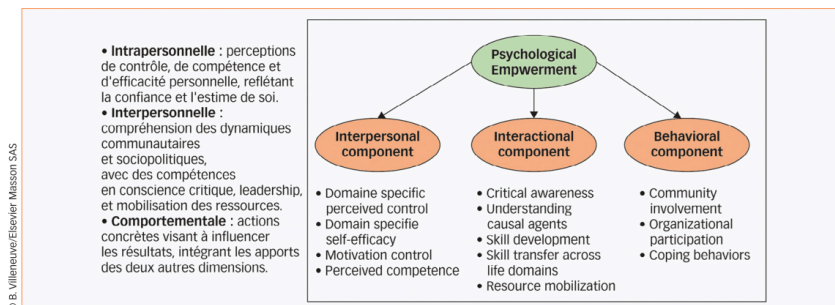 • Intrapersonnelle : perceptions
de contrôle, de compétence et
d'efficacité personnelle, reflétant
la confiance et l'estime de soi.
• Interpersonnelle :
compréhension des dynamiques
communautaires
et sociopolitiques,
avec des compétences
en conscience critique, leadership,
et mobilisation des ressources.
• Comportementale : actions
concrètes visant à influencer
les résultats, intégrant les apports
des deux autres dimensions.
Psychological
Empwerment
Interpersonal
component
• Domaine specific
perceived control
• Domain specifie
self-efficacy
• Motivation control
• Perceived competence
Interactional
component
• Critical awareness
• Understanding
causal agents
• Skill development
• Skill transfer across
life domains
• Resource mobilization
Behavioral
component
• Community
involvement
• Organizational
participation
• Coping behaviors
B. Villeneuve/Elsevier Masson SAS